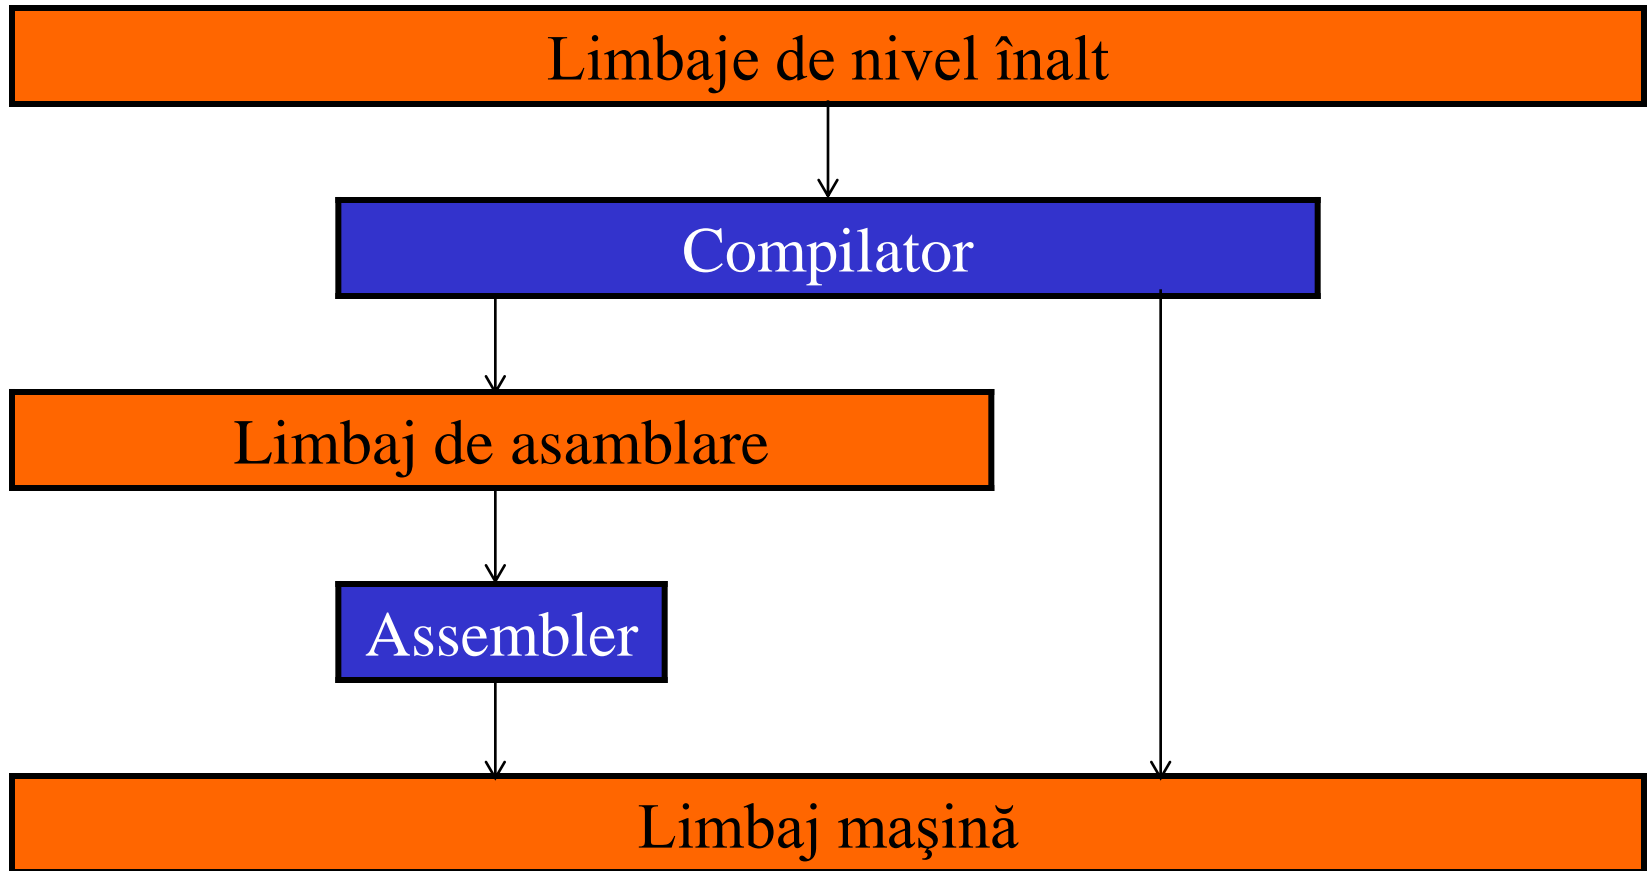 Limbaje de nivel înalt
Compilator
Limbaj de asamblare
Assembler
Limbaj maşină